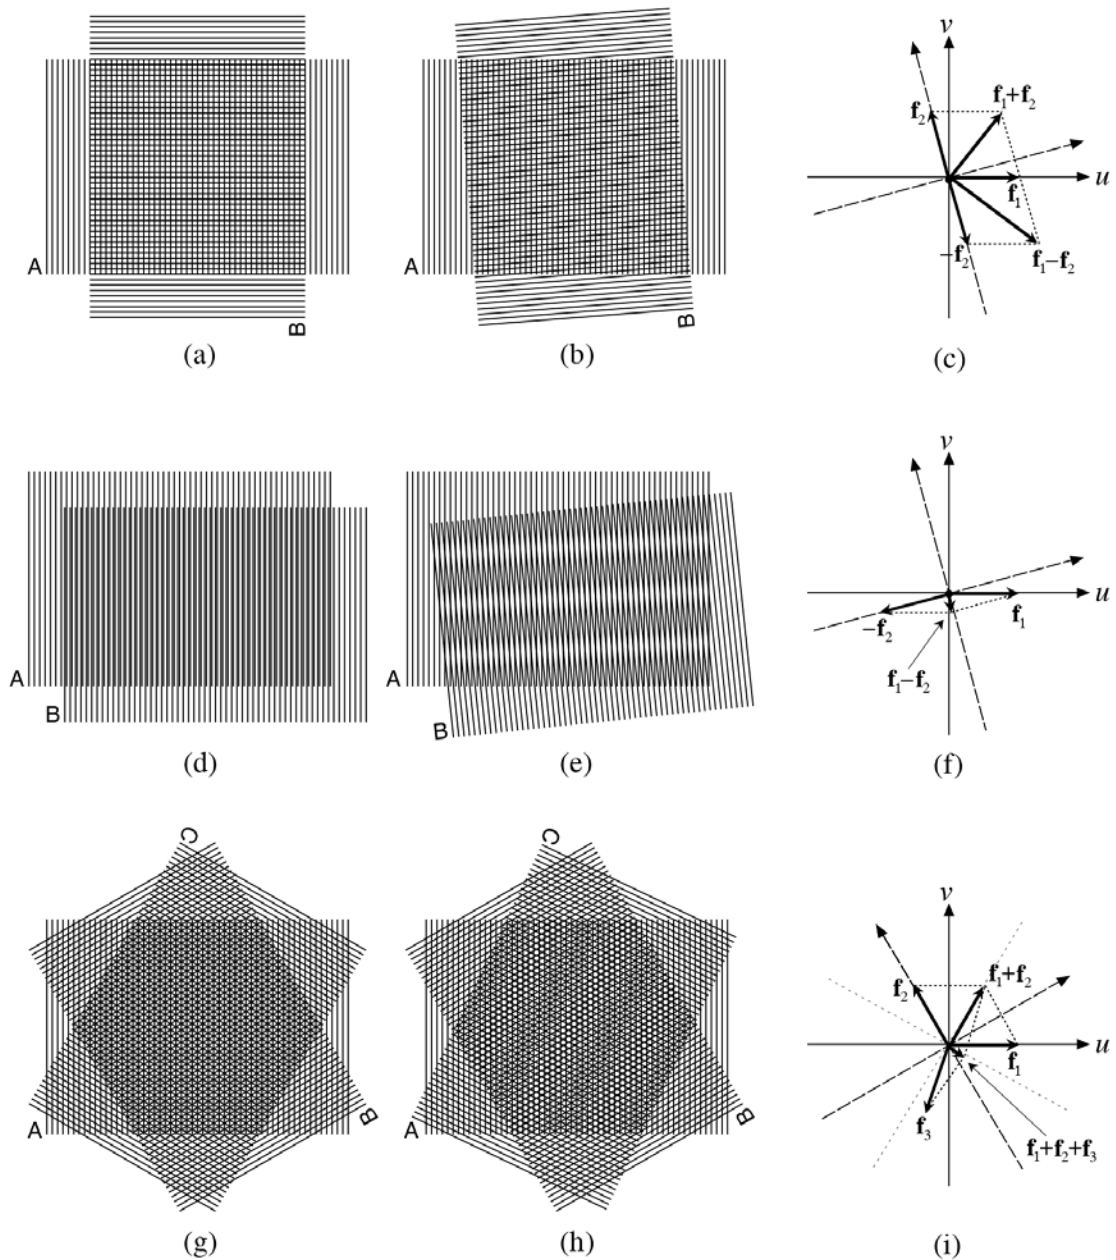 A
B
(a)
A
B
(b)
v
f₁+f₂
f₂
u
f₁
−f₂
f₁−f₂
(c)
A
B
(d)
A
B
(e)
v
u
−f₂
f₁
f₁−f₂
(f)
C
A
B
(g)
C
A
B
(h)
v
f₂
f₁+f₂
u
f₁
f₃
f₁+f₂+f₃
(i)